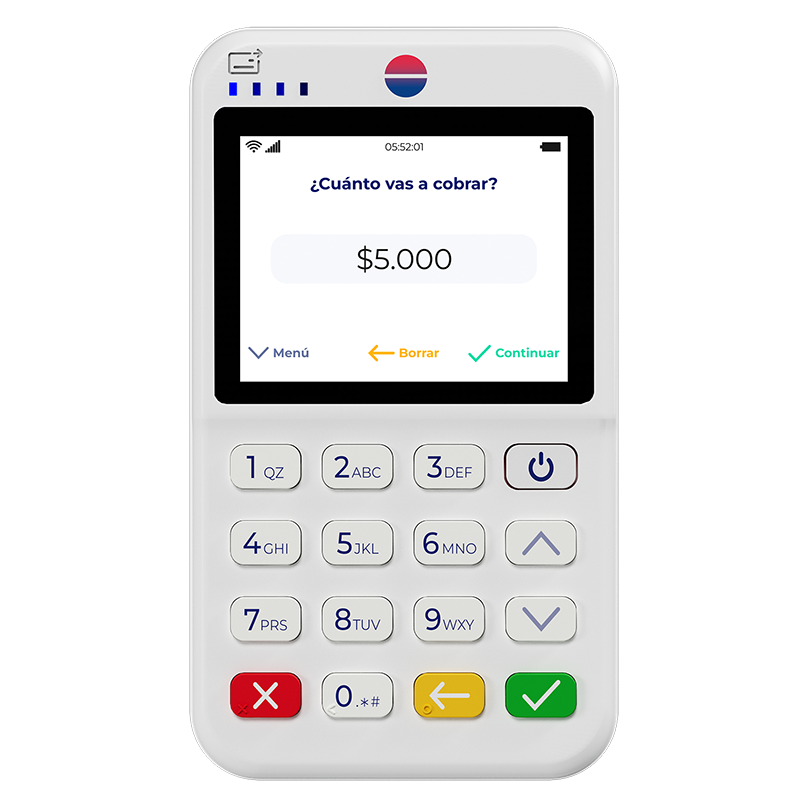 05:52:01
¿Cuánto vas a cobrar?
$5.000
Menú Borrar Continuar
1 QZ 2 ABC 3 DEF
4 GHI 5 JKL 6 MNO
7 PRS 8 TUV 9 WXY
0 .*#